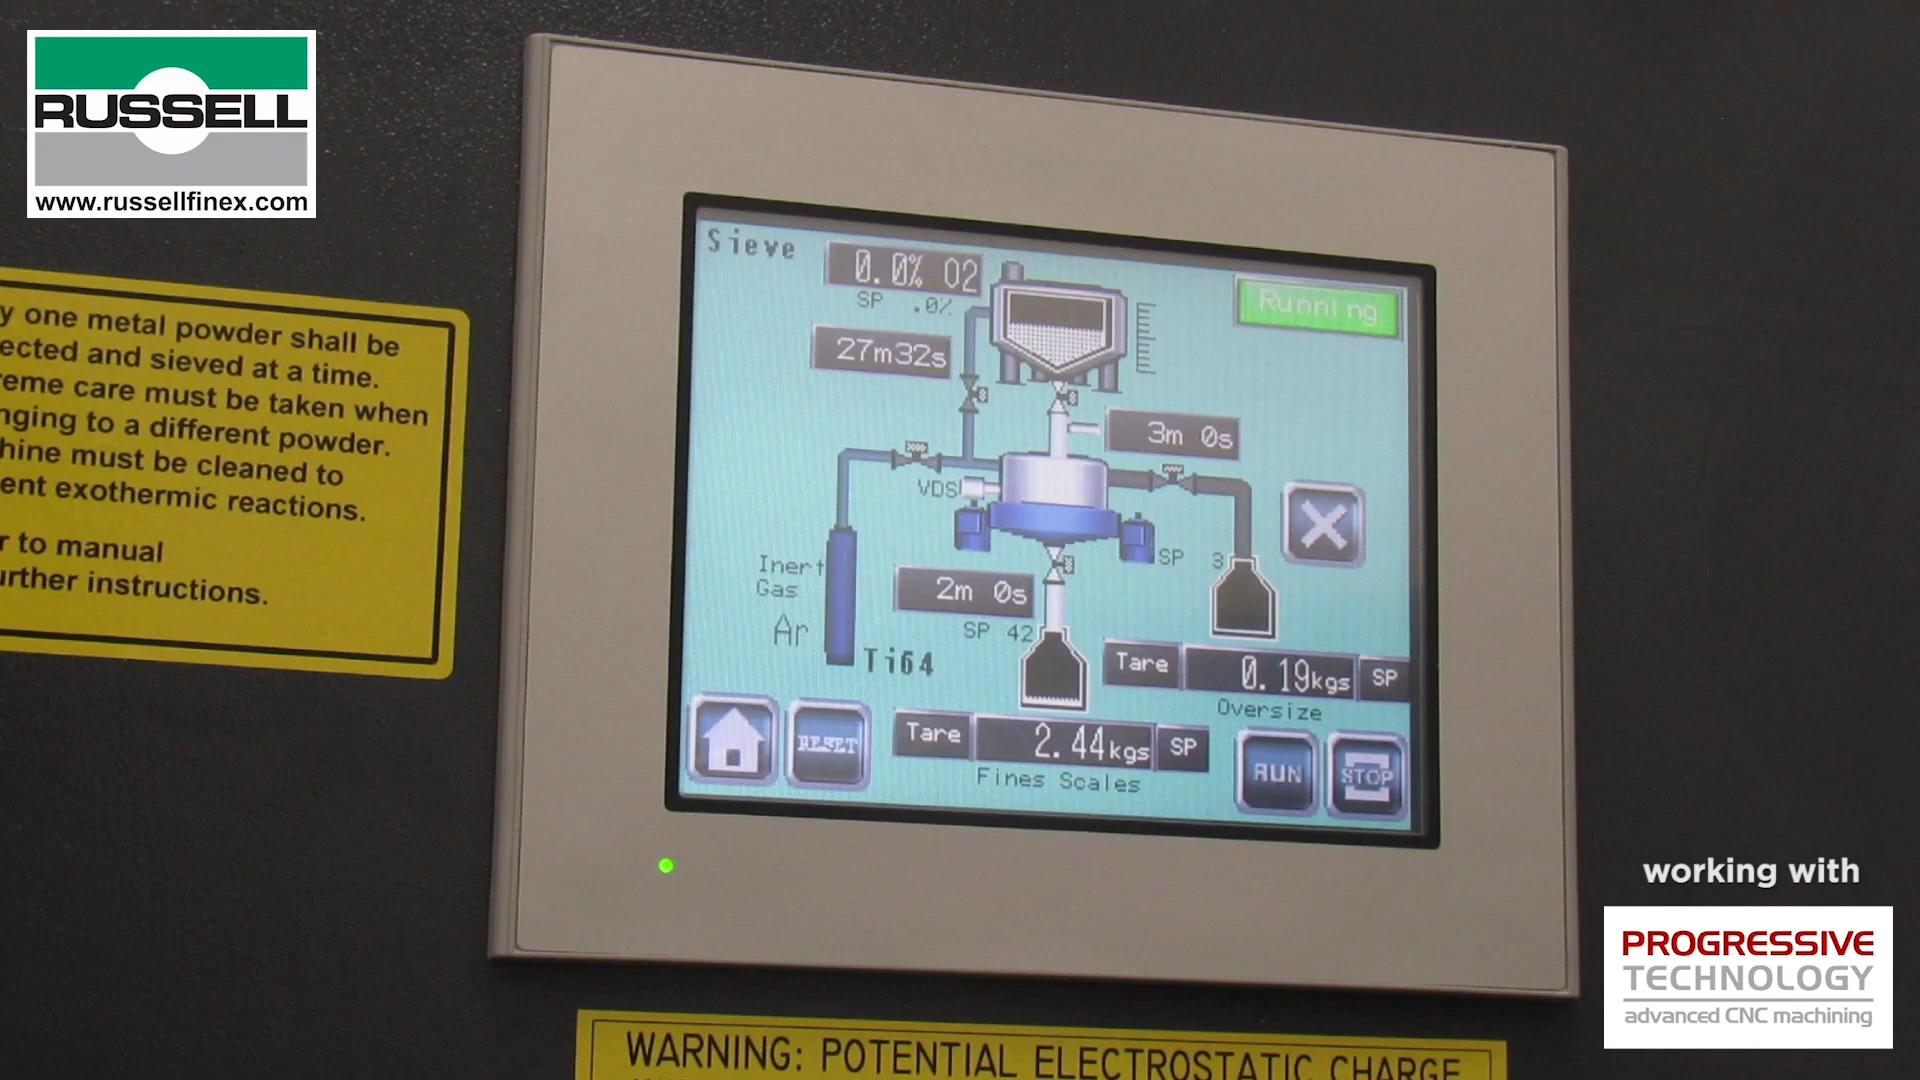 RUSSELL
www.russellfinex.com
y one metal powder shall be
ected and sieved at a time.
reme care must be taken when
nging to a different powder.
hine must be cleaned to
ent exothermic reactions.
r to manual
urther instructions.
Sieve
0.0% O2
SP .0%
Running
27m32s
3m 0s
VDS
SP 3
Inert
Gas
Ar
2m 0s
SP 42
Ti64
Tare 0.19kgs SP
Oversize
RESET
Tare 2.44kgs SP
Fines Scales
RUN
STOP
working with
PROGRESSIVE
TECHNOLOGY
advanced CNC machining
WARNING: POTENTIAL ELECTROSTATIC CHARGE